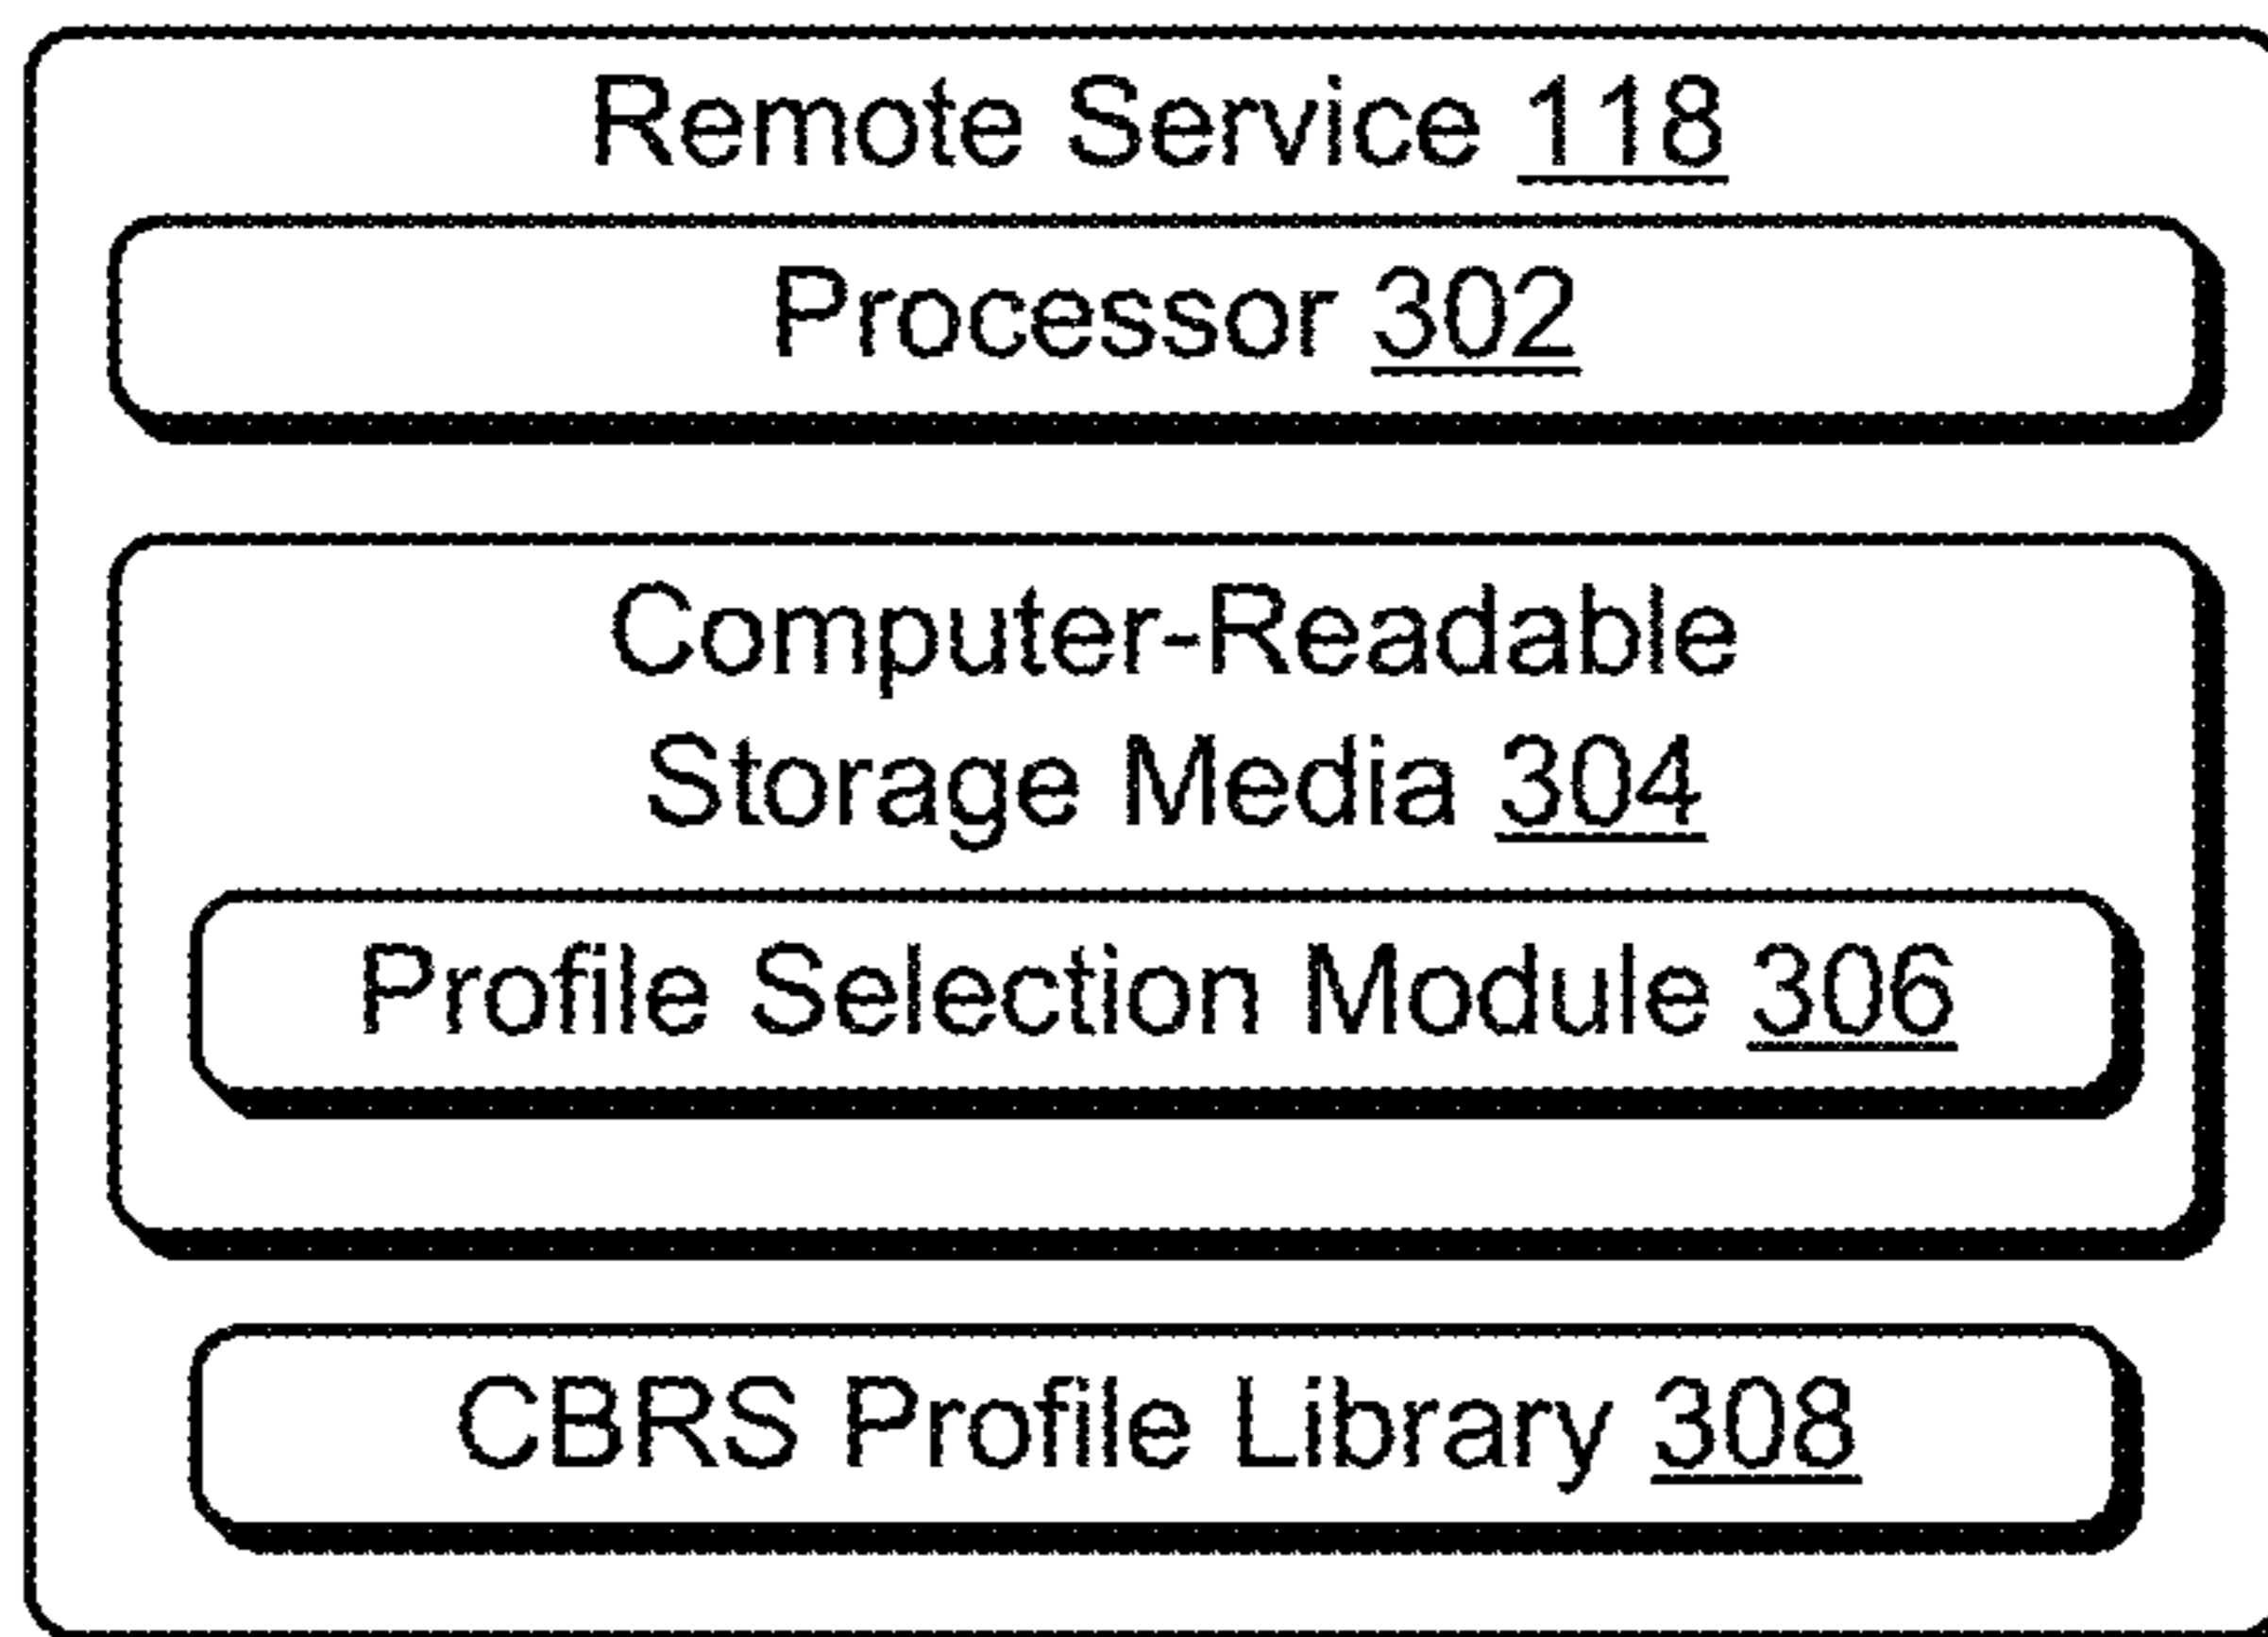 Remote Service 118
Processor 302
Computer-Readable
Storage Media 304
Profile Selection Module 306
CBRS Profile Library 308